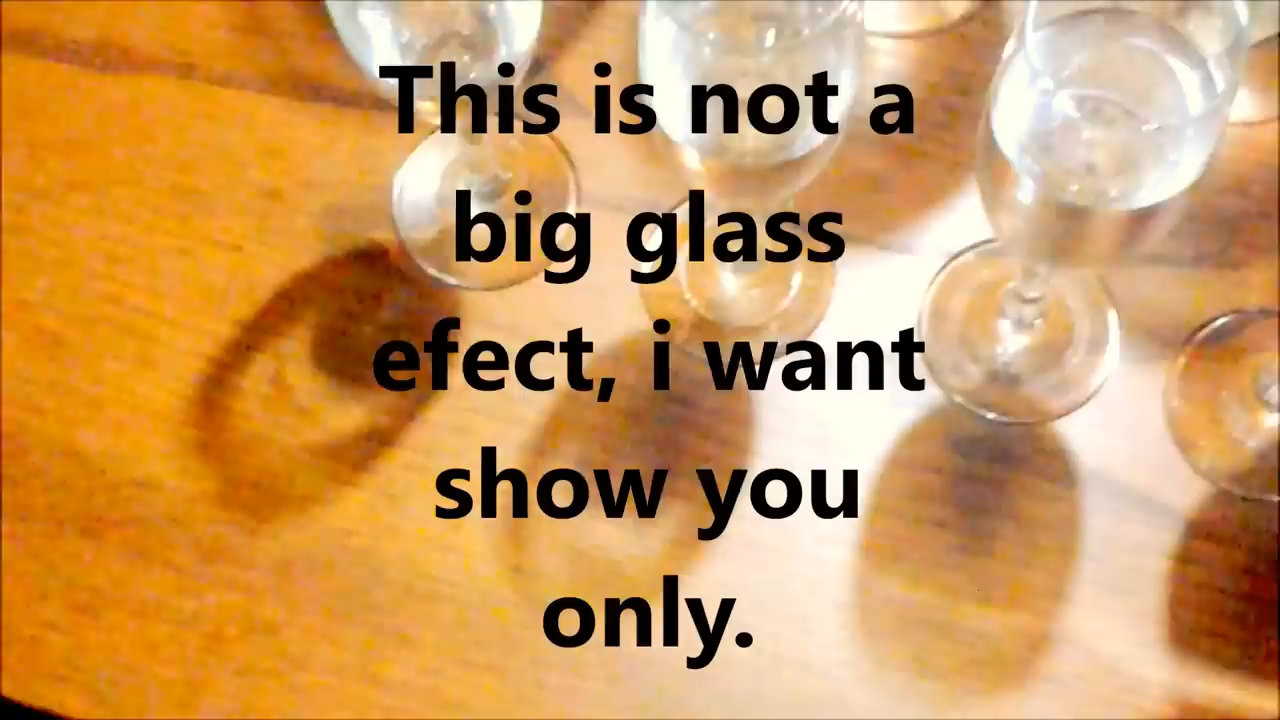 This is not a
big glass
efect, i want
show you
only.